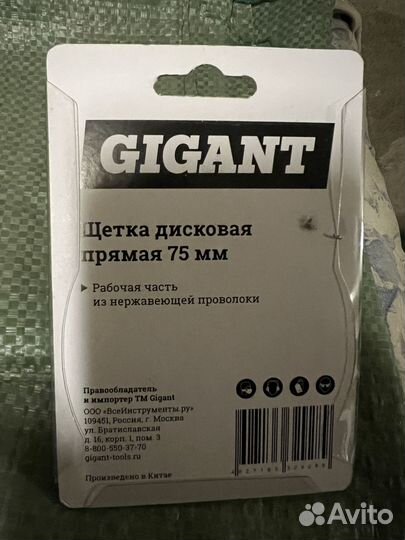 GIGANT
Щетка дисковая
прямая 75 мм
Рабочая часть
из нержавеющей проволоки
Правообладатель
и импортер ТМ Gigant
ООО «ВсеИнструменты.ру»
109451, Россия, г. Москва
ул. Братиславская
д. 16, корп. 1, пом. 3
8-800-550-37-70
gigant-tools.ru
Произведено в Китае
Avito